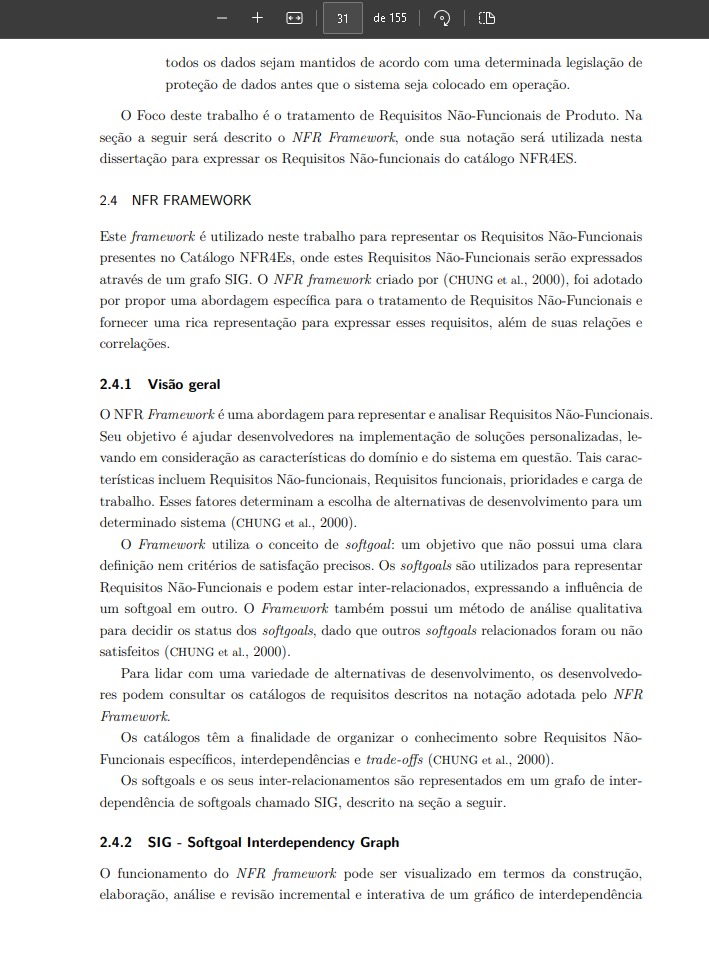 31 de 155
todos os dados sejam mantidos de acordo com uma determinada legislação de
proteção de dados antes que o sistema seja colocado em operação.
O Foco deste trabalho é o tratamento de Requisitos Não-Funcionais de Produto. Na
seção a seguir será descrito o NFR Framework, onde sua notação será utilizada nesta
dissertação para expressar os Requisitos Não-funcionais do catálogo NFR4ES.
2.4 NFR FRAMEWORK
Este framework é utilizado neste trabalho para representar os Requisitos Não-Funcionais
presentes no Catálogo NFR4Es, onde estes Requisitos Não-Funcionais serão expressados
através de um grafo SIG. O NFR framework criado por (CHUNG et al., 2000), foi adotado
por propor uma abordagem específica para o tratamento de Requisitos Não-Funcionais e
fornecer uma rica representação para expressar esses requisitos, além de suas relações e
correlações.
2.4.1 Visão geral
O NFR Framework é uma abordagem para representar e analisar Requisitos Não-Funcionais.
Seu objetivo é ajudar desenvolvedores na implementação de soluções personalizadas, le-
vando em consideração as características do domínio e do sistema em questão. Tais carac-
terísticas incluem Requisitos Não-funcionais, Requisitos funcionais, prioridades e carga de
trabalho. Esses fatores determinam a escolha de alternativas de desenvolvimento para um
determinado sistema (CHUNG et al., 2000).
O Framework utiliza o conceito de softgoal: um objetivo que não possui uma clara
definição nem critérios de satisfação precisos. Os softgoals são utilizados para representar
Requisitos Não-Funcionais e podem estar inter-relacionados, expressando a influência de
um softgoal em outro. O Framework também possui um método de análise qualitativa
para decidir os status dos softgoals, dado que outros softgoals relacionados foram ou não
satisfeitos (CHUNG et al., 2000).
Para lidar com uma variedade de alternativas de desenvolvimento, os desenvolvedo-
res podem consultar os catálogos de requisitos descritos na notação adotada pelo NFR
Framework.
Os catálogos têm a finalidade de organizar o conhecimento sobre Requisitos Não-
Funcionais específicos, interdependências e trade-offs (CHUNG et al., 2000).
Os softgoals e os seus inter-relacionamentos são representados em um grafo de inter-
dependência de softgoals chamado SIG, descrito na seção a seguir.
2.4.2 SIG - Softgoal Interdependency Graph
O funcionamento do NFR framework pode ser visualizado em termos da construção,
elaboração, análise e revisão incremental e interativa de um gráfico de interdependência